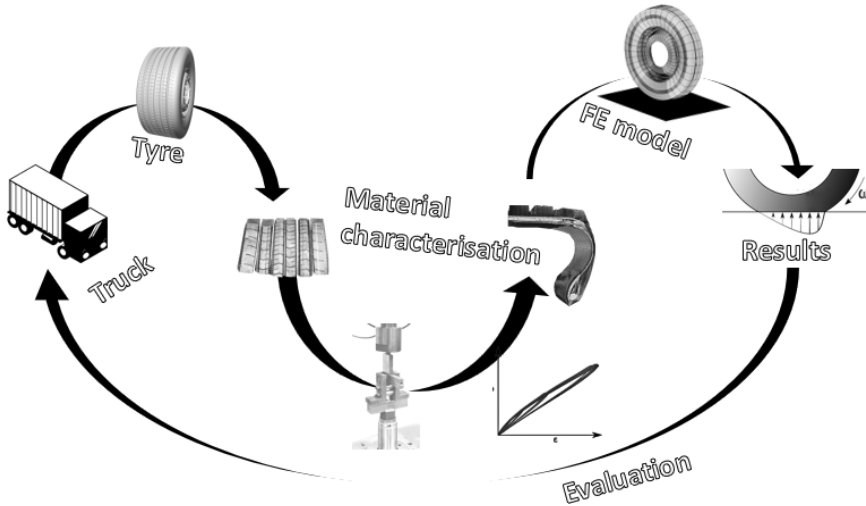 Tyre
FE model
Material
characterisation
Truck
Results
ω
ε
Evaluation